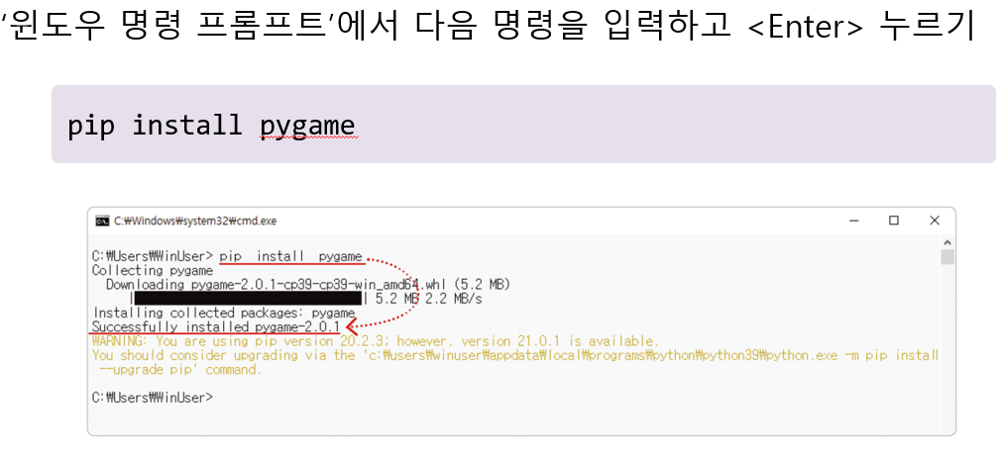 ‘윈도우 명령 프롬프트’에서 다음 명령을 입력하고 <Enter> 누르기
pip install pygame
C:₩Windows₩system32₩cmd.exe
C:₩Users₩WinUser> pip install pygame
Collecting pygame
Downloading pygame-2.0.1-cp39-cp39-win_amd64.whl (5.2 MB)
| | 5.2 MB 2.2 MB/s
Installing collected packages: pygame
Successfully installed pygame-2.0.1
WARNING: You are using pip version 20.2.3; however, version 21.0.1 is available.
You should consider upgrading via the 'c:₩users₩winuser₩appdata₩local₩programs₩python₩python39₩python.exe -m pip install
--upgrade pip' command.
C:₩Users₩WinUser>